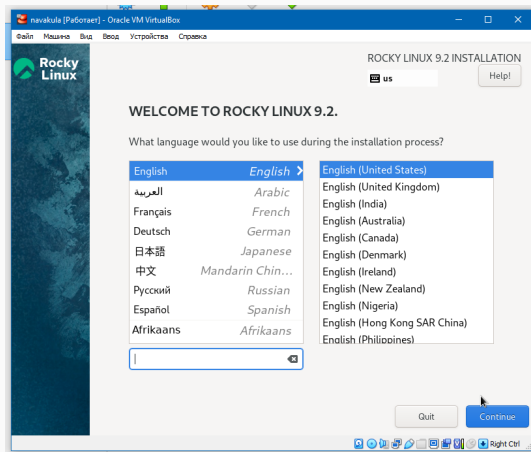 navakula [Работает] - Oracle VM VirtualBox
Файл Машина Вид Ввод Устройства Справка
Rocky
Linux
ROCKY LINUX 9.2 INSTALLATION
us
Help!
WELCOME TO ROCKY LINUX 9.2.
What language would you like to use during the installation process?
English English
العربية Arabic
Français French
Deutsch German
日本語 Japanese
中文 Mandarin Chin...
Русский Russian
Español Spanish
Afrikaans Afrikaans
English (United States)
English (United Kingdom)
English (India)
English (Australia)
English (Canada)
English (Denmark)
English (Ireland)
English (New Zealand)
English (Nigeria)
English (Hong Kong SAR China)
English (Philippines)
Quit
Continue
Right Ctrl